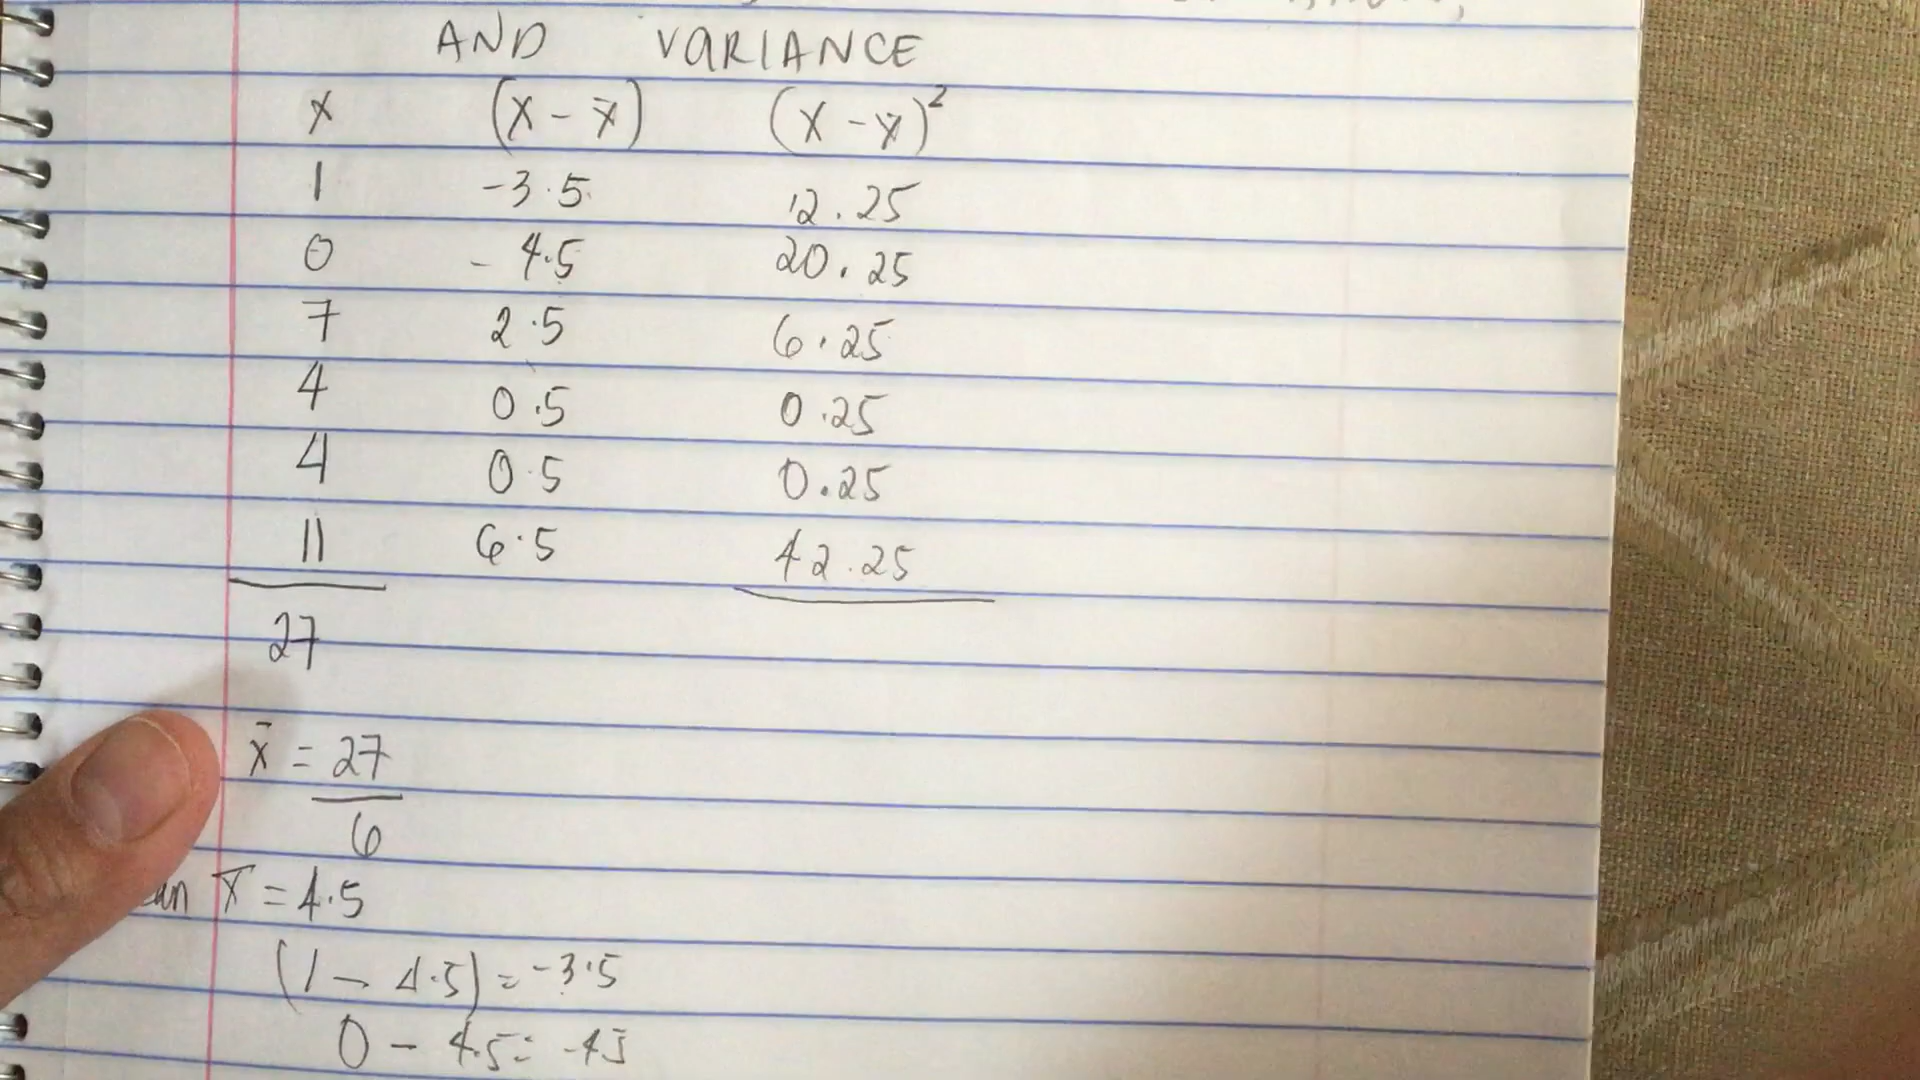 AND VARIANCE
x (x - x̄) (x - x̄)²
1 -3.5 12.25
0 - 4.5 20.25
7 2.5 6.25
4 0.5 0.25
4 0.5 0.25
11 6.5 42.25
27
x̄ = 27
6
x̄ = 4.5
(1 - 4.5) = -3.5
0 - 4.5 = -45